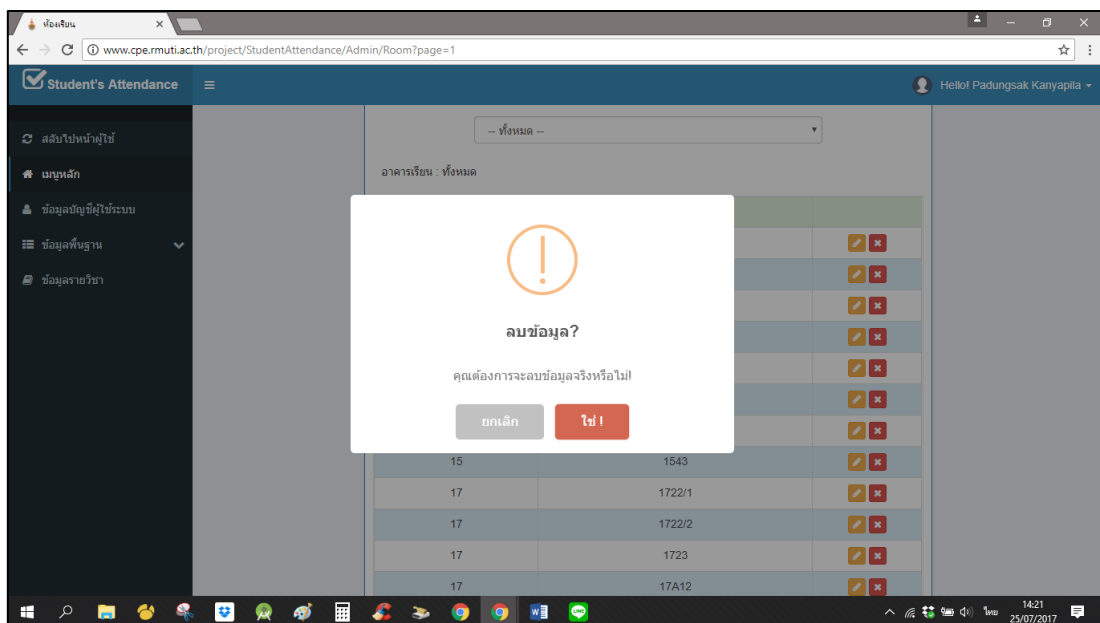 ห้องเรียน
www.cpe.rmuti.ac.th/project/StudentAttendance/Admin/Room?page=1
Student's Attendance
Hello! Padungsak Kanyapila
สลับไปหน้าผู้ใช้
เมนูหลัก
ข้อมูลบัญชีผู้ใช้ระบบ
ข้อมูลพื้นฐาน
ข้อมูลรายวิชา
-- ทั้งหมด --
อาคารเรียน : ทั้งหมด
ลบข้อมูล?
คุณต้องการจะลบข้อมูลจริงหรือไม่!
ยกเลิก ใช่ !
15 1543
17 1722/1
17 1722/2
17 1723
17 17A12
ไทย
14:21
25/07/2017